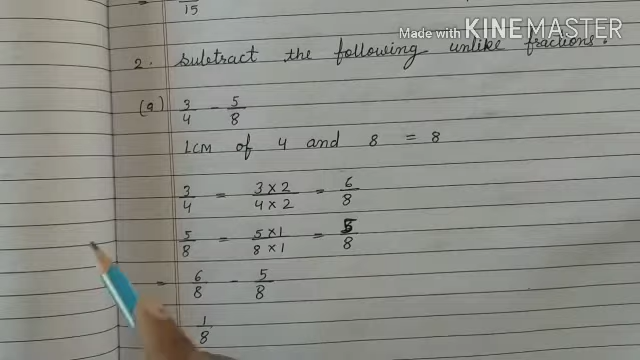 = 15
Made with KINEMASTER
2. Subtract the following unlike fractions.
(a) 3/4 - 5/8
LCM of 4 and 8 = 8
3/4 = 3 x 2/4 x 2 = 6/8
5/8 = 5 x 1/8 x 1 = 5/8
= 6/8 - 5/8
1/8